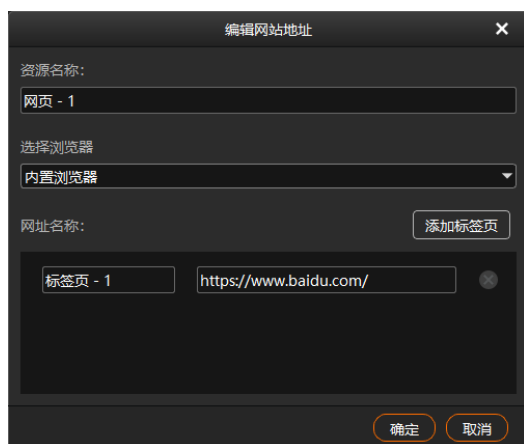 编辑网站地址
资源名称：
网页 - 1
选择浏览器
内置浏览器
网址名称：
添加标签页
标签页 - 1
https://www.baidu.com/
确定
取消